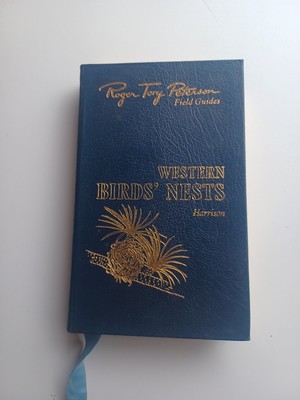 Roger Tory Peterson
Field Guides
WESTERN
BIRDS' NESTS
Harrison